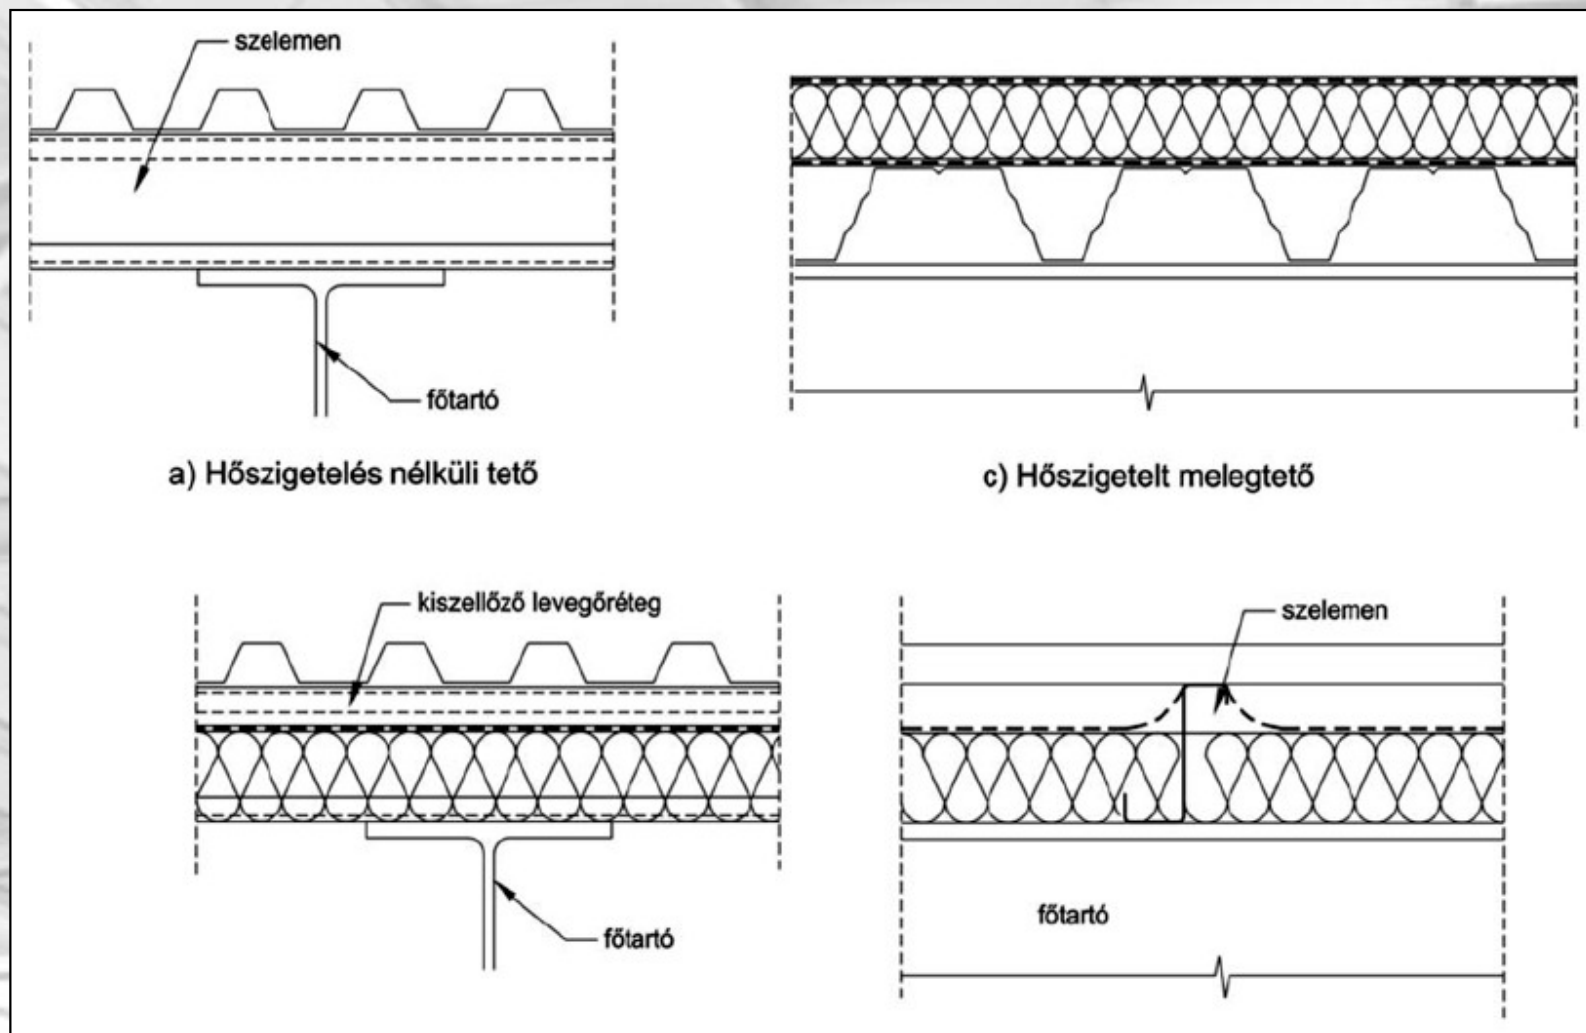 szelemen
főtartó
a) Hőszigetelés nélküli tető
c) Hőszigetelt melegtető
kiszellőző levegőréteg
főtartó
szelemen
főtartó